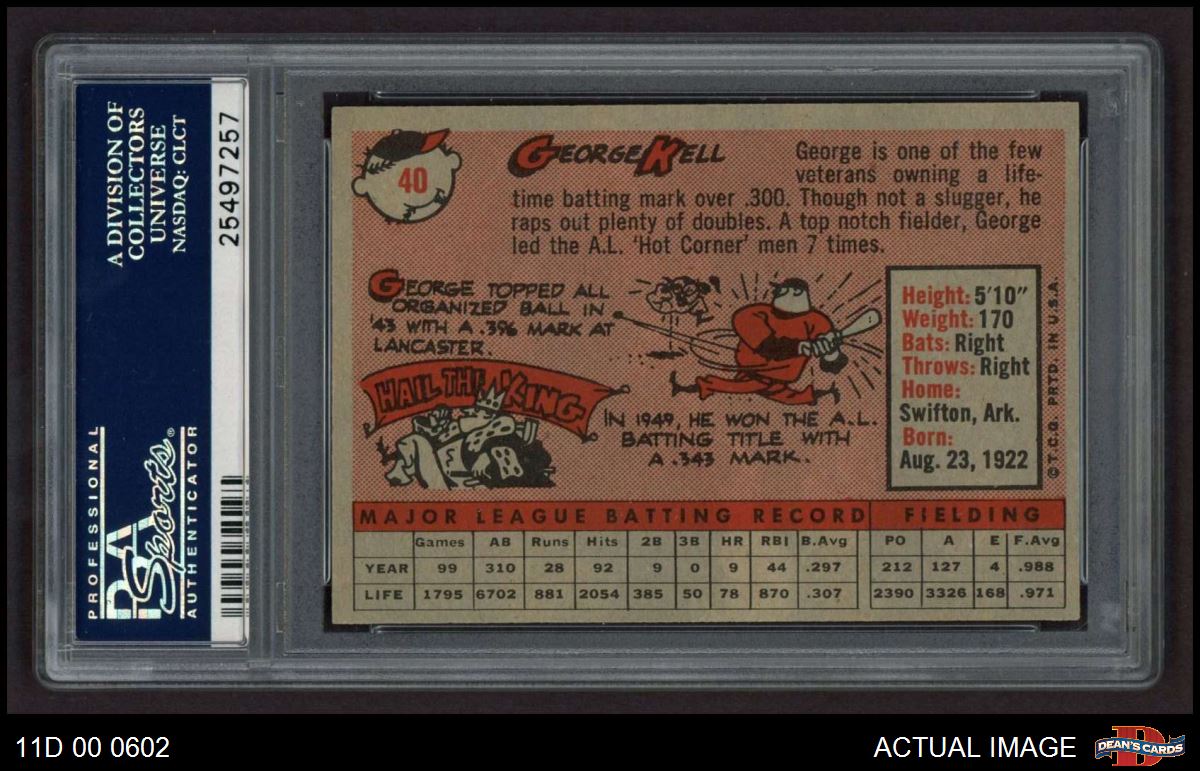 A DIVISION OF
COLLECTORS
UNIVERSE
NASDAQ: CLCT
25497257
PROFESSIONAL
PSA
Sports®
AUTHENTICATOR
40
GEORGE KELL
George is one of the few
veterans owning a life-
time batting mark over .300. Though not a slugger, he
raps out plenty of doubles. A top notch fielder, George
led the A.L. 'Hot Corner' men 7 times.
GEORGE TOPPED ALL
ORGANIZED BALL IN
'43 WITH A .396 MARK AT
LANCASTER.
HAIL THE KING
IN 1949, HE WON THE A.L.
BATTING TITLE WITH
A .343 MARK.
Height: 5'10"
Weight: 170
Bats: Right
Throws: Right
Home:
Swifton, Ark.
Born:
Aug. 23, 1922
©T.C.G. PRTD. IN U.S.A.
MAJOR LEAGUE BATTING RECORD FIELDING
Games AB Runs Hits 2B 3B HR RBI B.Avg PO A E F.Avg
YEAR 99 310 28 92 9 0 9 44 .297 212 127 4 .988
LIFE 1795 6702 881 2054 385 50 78 870 .307 2390 3326 168 .971
11D 00 0602
ACTUAL IMAGE
D
DEAN'S CARDS